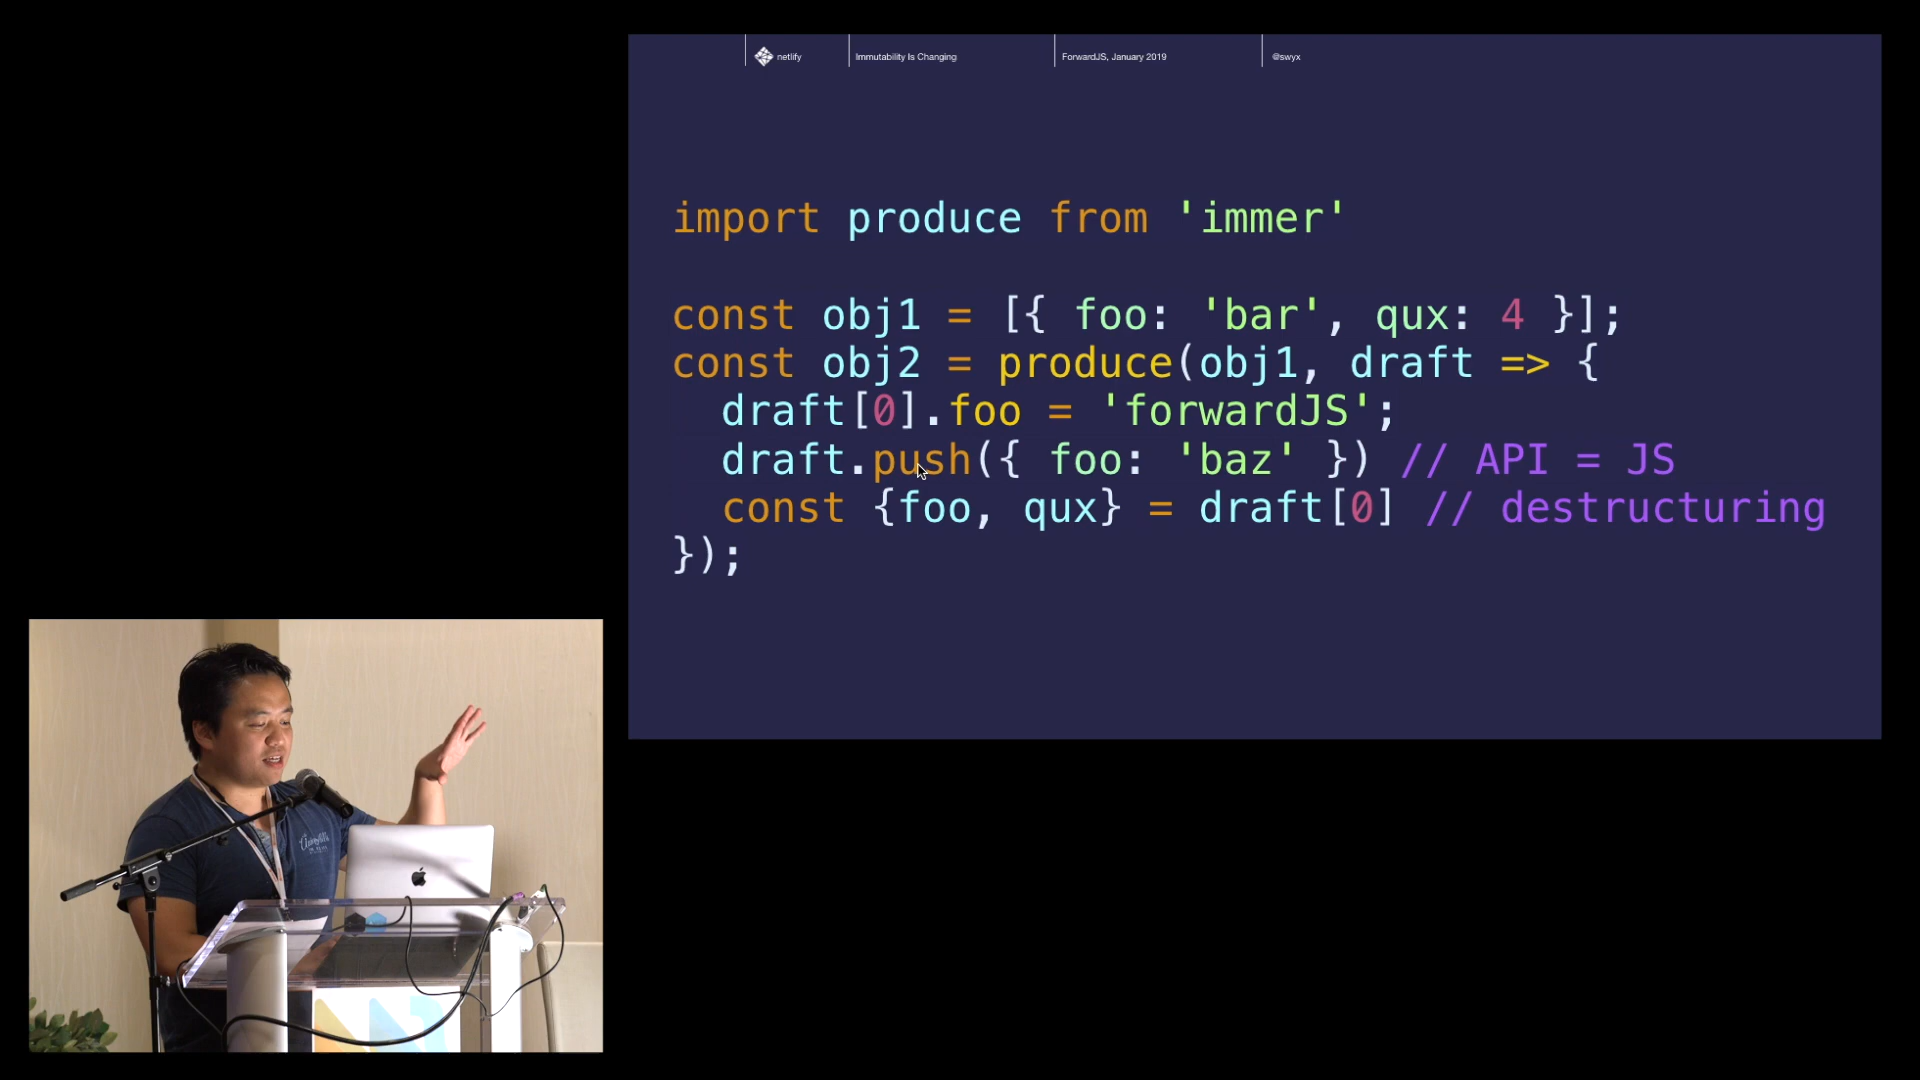 netlify
Immutability Is Changing
ForwardJS, January 2019
@swyx
import produce from 'immer'
const obj1 = [{ foo: 'bar', qux: 4 }];
const obj2 = produce(obj1, draft => {
draft[0].foo = 'forwardJS';
draft.push({ foo: 'baz' }) // API = JS
const {foo, qux} = draft[0] // destructuring
});